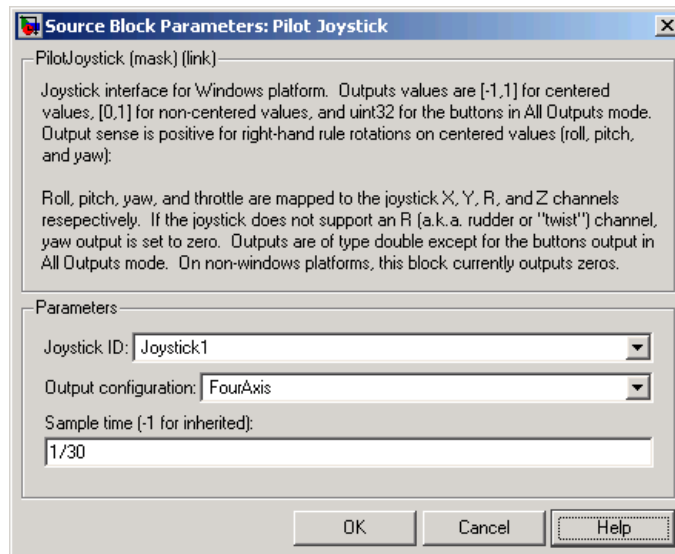 Source Block Parameters: Pilot Joystick
PilotJoystick (mask) (link)
Joystick interface for Windows platform. Outputs values are [-1,1] for centered
values, [0,1] for non-centered values, and uint32 for the buttons in All Outputs mode.
Output sense is positive for right-hand rule rotations on centered values (roll, pitch,
and yaw):
Roll, pitch, yaw, and throttle are mapped to the joystick X, Y, R, and Z channels
resepectively. If the joystick does not support an R (a.k.a. rudder or "twist") channel,
yaw output is set to zero. Outputs are of type double except for the buttons output in
All Outputs mode. On non-windows platforms, this block currently outputs zeros.
Parameters
Joystick ID: Joystick1
Output configuration: FourAxis
Sample time (-1 for inherited):
1/30
OK Cancel Help